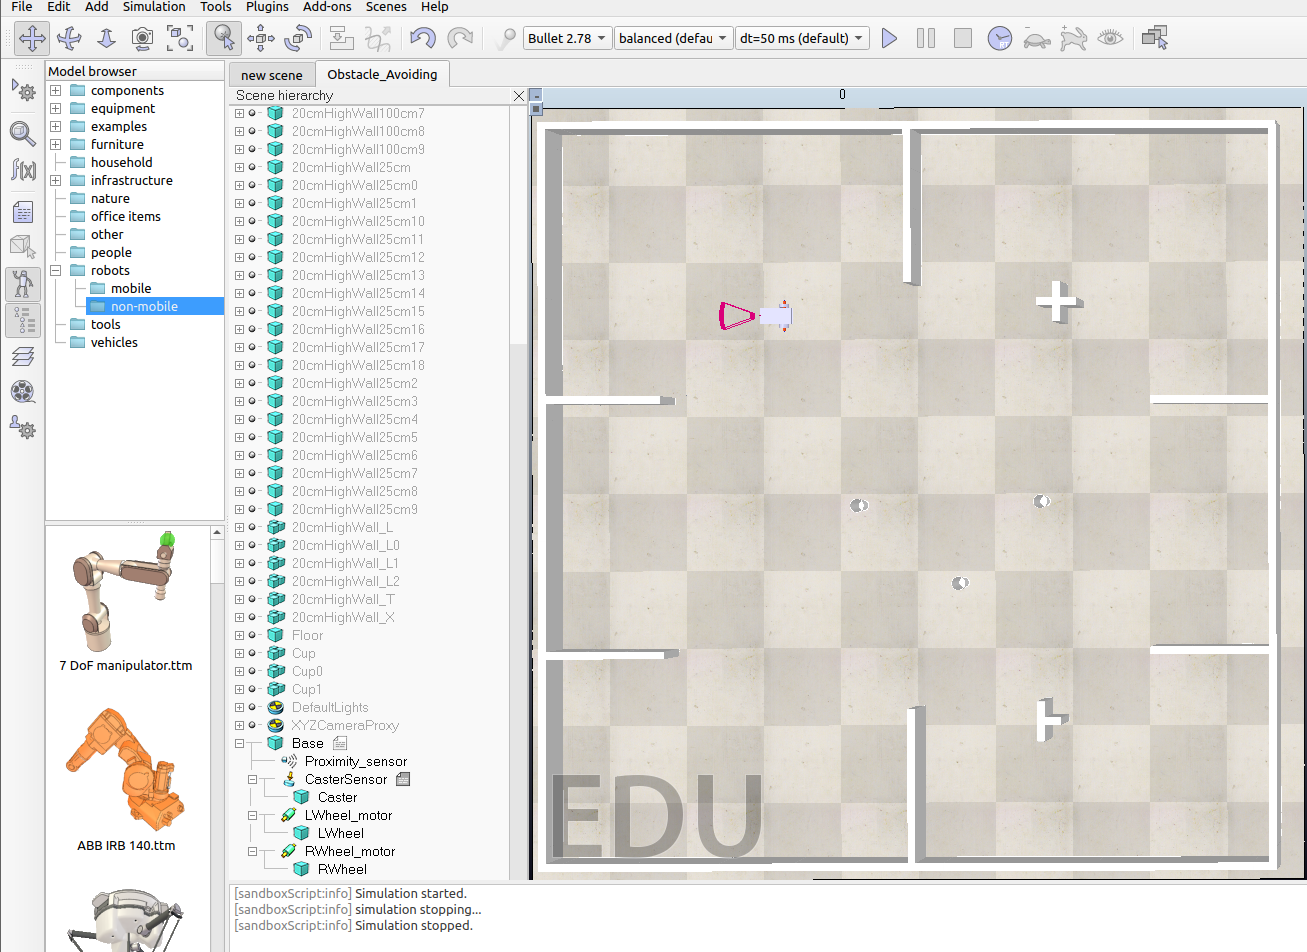 File Edit Add Simulation Tools Plugins Add-ons Scenes Help
Bullet 2.78 balanced (defau dt=50 ms (default) RT
Model browser
components
equipment
examples
furniture
household
infrastructure
nature
office items
other
people
robots
mobile
non-mobile
tools
vehicles
7 DoF manipulator.ttm
ABB IRB 140.ttm
new scene Obstacle_Avoiding
Scene hierarchy
20cmHighWall100cm7
20cmHighWall100cm8
20cmHighWall100cm9
20cmHighWall25cm
20cmHighWall25cm0
20cmHighWall25cm1
20cmHighWall25cm10
20cmHighWall25cm11
20cmHighWall25cm12
20cmHighWall25cm13
20cmHighWall25cm14
20cmHighWall25cm15
20cmHighWall25cm16
20cmHighWall25cm17
20cmHighWall25cm18
20cmHighWall25cm2
20cmHighWall25cm3
20cmHighWall25cm4
20cmHighWall25cm5
20cmHighWall25cm6
20cmHighWall25cm7
20cmHighWall25cm8
20cmHighWall25cm9
20cmHighWall_L
20cmHighWall_L0
20cmHighWall_L1
20cmHighWall_L2
20cmHighWall_T
20cmHighWall_X
Floor
Cup
Cup0
Cup1
DefaultLights
XYZCameraProxy
Base
Proximity_sensor
CasterSensor
Caster
LWheel_motor
LWheel
RWheel_motor
RWheel
0
EDU
[sandboxScript:info] Simulation started.
[sandboxScript:info] simulation stopping...
[sandboxScript:info] Simulation stopped.